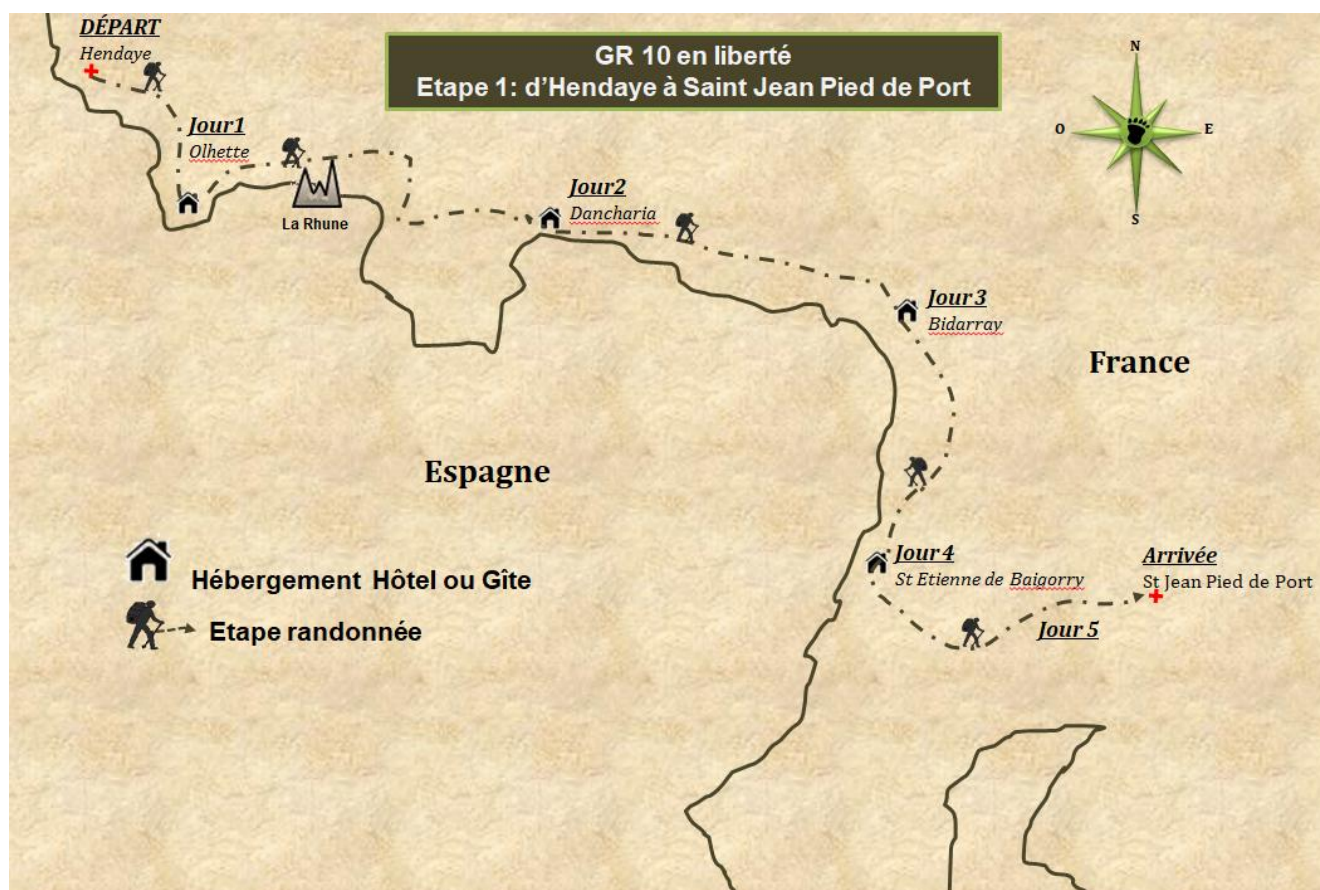 GR 10 en liberté
Etape 1: d'Hendaye à Saint Jean Pied de Port
DÉPART
Hendaye
N
O
E
S
Jour1
Olhette
La Rhune
Jour2
Dancharia
Jour 3
Bidarray
France
Espagne
Jour 4
St Etienne de Baigorry
Arrivée
St Jean Pied de Port
Jour 5
Hébergement Hôtel ou Gîte
Etape randonnée